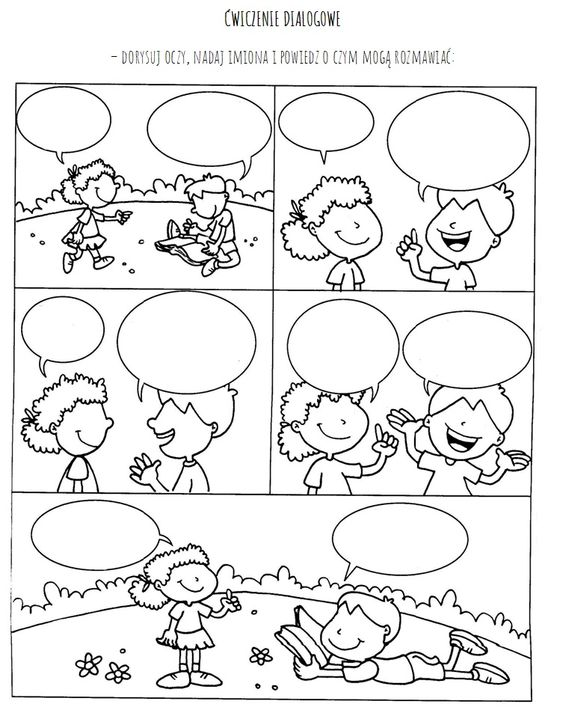 ĆWICZENIE DIALOGOWE
– DORYSUJ OCZY, NADAJ IMIONA I POWIEDZ O CZYM MOGĄ ROZMAWIAĆ: